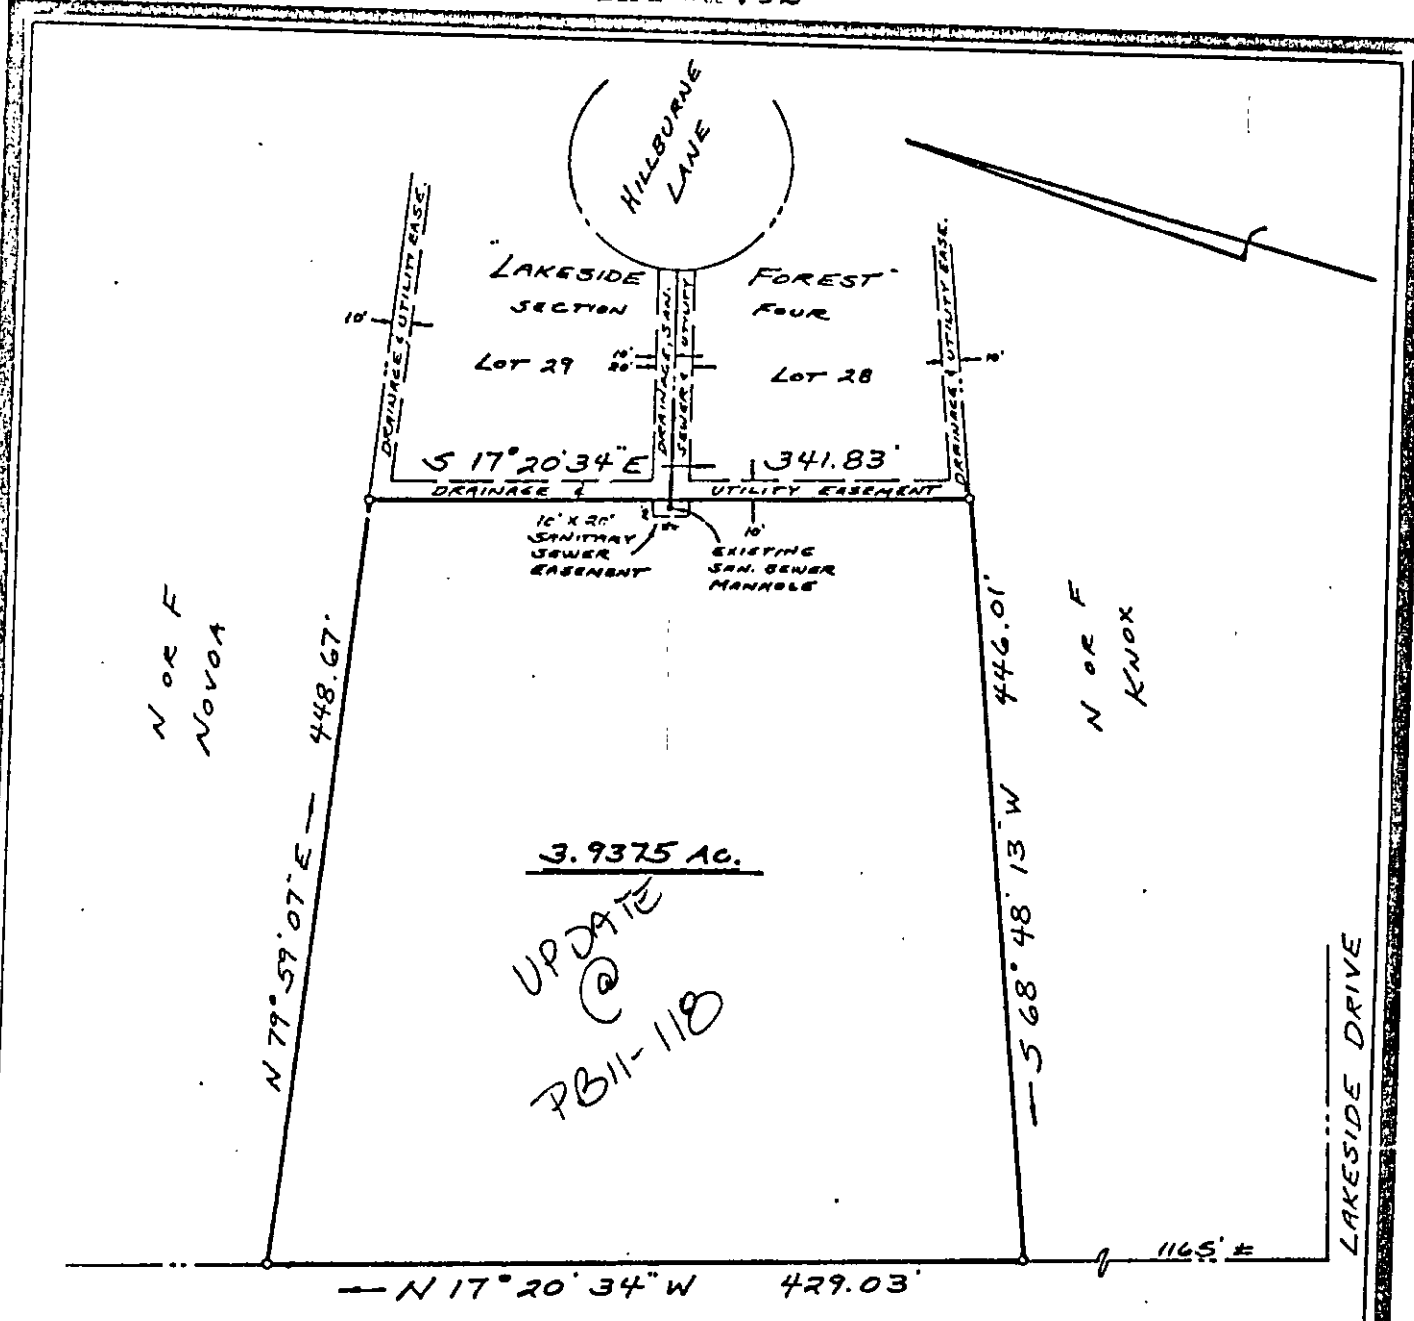 HILLBURNE
LANE
"LAKESIDE FOREST"
SECTION FOUR
DRAINAGE & UTILITY EASE.
10'
LOT 29
10'
20'
DRAINAGE, SAN.
SEWER & UTILITY
LOT 28
DRAINAGE & UTILITY EASE.
10'
S 17° 20' 34" E 341.83'
DRAINAGE & UTILITY EASEMENT
10' X 20'
SANITARY
SEWER
EASEMENT
10'
EXISTING
SAN. SEWER
MANHOLE
N OR F
NOVOA
N 79° 59' 07" E 448.67'
446.01'
S 68° 48' 13" W
N OR F
KNOX
3.9375 AC.
UPDATE
@
PB11-118
LAKESIDE DRIVE
1165' ±
N 17° 20' 34" W 429.03'